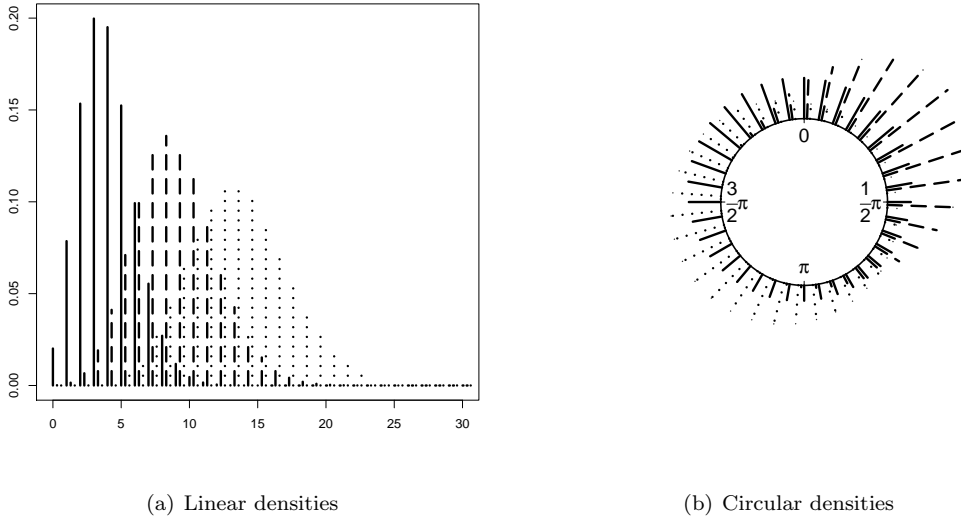 0.20
0.15
0.10
0.05
0.00
0 5 10 15 20 25 30
0
3/2 π
1/2 π
π
(a) Linear densities
(b) Circular densities